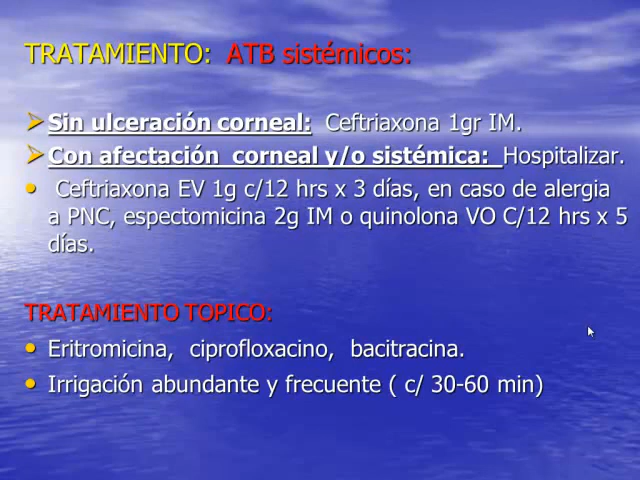 TRATAMIENTO: ATB sistémicos:
Sin ulceración corneal: Ceftriaxona 1gr IM.
Con afectación corneal y/o sistémica: Hospitalizar.
Ceftriaxona EV 1g c/12 hrs x 3 días, en caso de alergia
a PNC, espectomicina 2g IM o quinolona VO C/12 hrs x 5
días.
TRATAMIENTO TOPICO:
Eritromicina, ciprofloxacino, bacitracina.
Irrigación abundante y frecuente ( c/ 30-60 min)